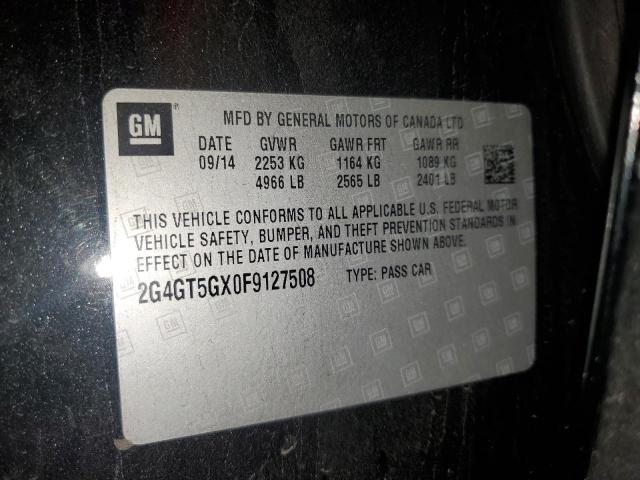 GM
MFD BY GENERAL MOTORS OF CANADA LTD
DATE GVWR GAWR FRT GAWR RR
09/14 2253 KG 1164 KG 1089 KG
4966 LB 2565 LB 2401 LB
THIS VEHICLE CONFORMS TO ALL APPLICABLE U.S. FEDERAL MOTOR
VEHICLE SAFETY, BUMPER, AND THEFT PREVENTION STANDARDS IN
EFFECT ON THE DATE OF MANUFACTURE SHOWN ABOVE.
2G4GT5GX0F9127508 TYPE: PASS CAR